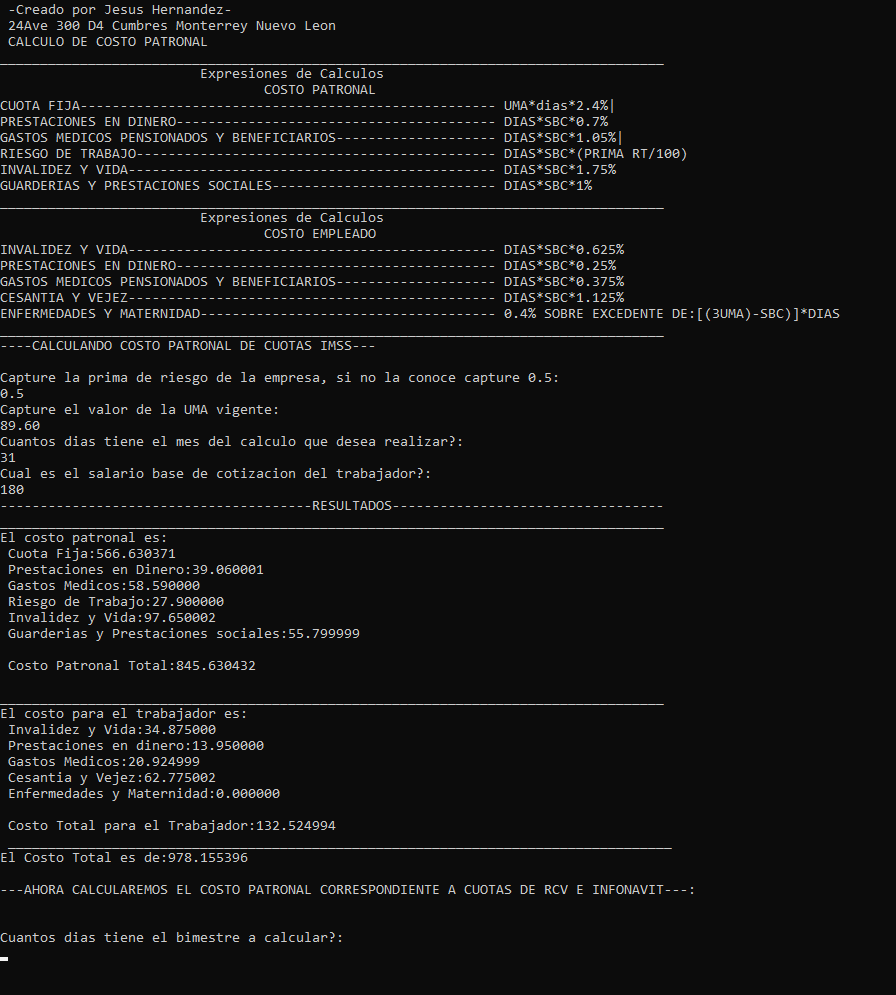 -Creado por Jesus Hernandez-
24Ave 300 D4 Cumbres Monterrey Nuevo Leon
CALCULO DE COSTO PATRONAL
___________________________________________________________________________________
Expresiones de Calculos
COSTO PATRONAL
CUOTA FIJA---------------------------------------------------- UMA*dias*2.4%|
PRESTACIONES EN DINERO---------------------------------------- DIAS*SBC*0.7%
GASTOS MEDICOS PENSIONADOS Y BENEFICIARIOS-------------------- DIAS*SBC*1.05%|
RIESGO DE TRABAJO--------------------------------------------- DIAS*SBC*(PRIMA RT/100)
INVALIDEZ Y VIDA---------------------------------------------- DIAS*SBC*1.75%
GUARDERIAS Y PRESTACIONES SOCIALES---------------------------- DIAS*SBC*1%
___________________________________________________________________________________
Expresiones de Calculos
COSTO EMPLEADO
INVALIDEZ Y VIDA---------------------------------------------- DIAS*SBC*0.625%
PRESTACIONES EN DINERO---------------------------------------- DIAS*SBC*0.25%
GASTOS MEDICOS PENSIONADOS Y BENEFICIARIOS-------------------- DIAS*SBC*0.375%
CESANTIA Y VEJEZ---------------------------------------------- DIAS*SBC*1.125%
ENFERMEDADES Y MATERNIDAD------------------------------------- 0.4% SOBRE EXCEDENTE DE:[(3UMA)-SBC)]*DIAS
___________________________________________________________________________________
----CALCULANDO COSTO PATRONAL DE CUOTAS IMSS---
Capture la prima de riesgo de la empresa, si no la conoce capture 0.5:
0.5
Capture el valor de la UMA vigente:
89.60
Cuantos dias tiene el mes del calculo que desea realizar?:
31
Cual es el salario base de cotizacion del trabajador?:
180
---------------------------------------RESULTADOS----------------------------------
___________________________________________________________________________________
El costo patronal es:
Cuota Fija:566.630371
Prestaciones en Dinero:39.060001
Gastos Medicos:58.590000
Riesgo de Trabajo:27.900000
Invalidez y Vida:97.650002
Guarderias y Prestaciones sociales:55.799999
Costo Patronal Total:845.630432
___________________________________________________________________________________
El costo para el trabajador es:
Invalidez y Vida:34.875000
Prestaciones en dinero:13.950000
Gastos Medicos:20.924999
Cesantia y Vejez:62.775002
Enfermedades y Maternidad:0.000000
Costo Total para el Trabajador:132.524994
___________________________________________________________________________________
El Costo Total es de:978.155396
---AHORA CALCULAREMOS EL COSTO PATRONAL CORRESPONDIENTE A CUOTAS DE RCV E INFONAVIT---:
Cuantos dias tiene el bimestre a calcular?: